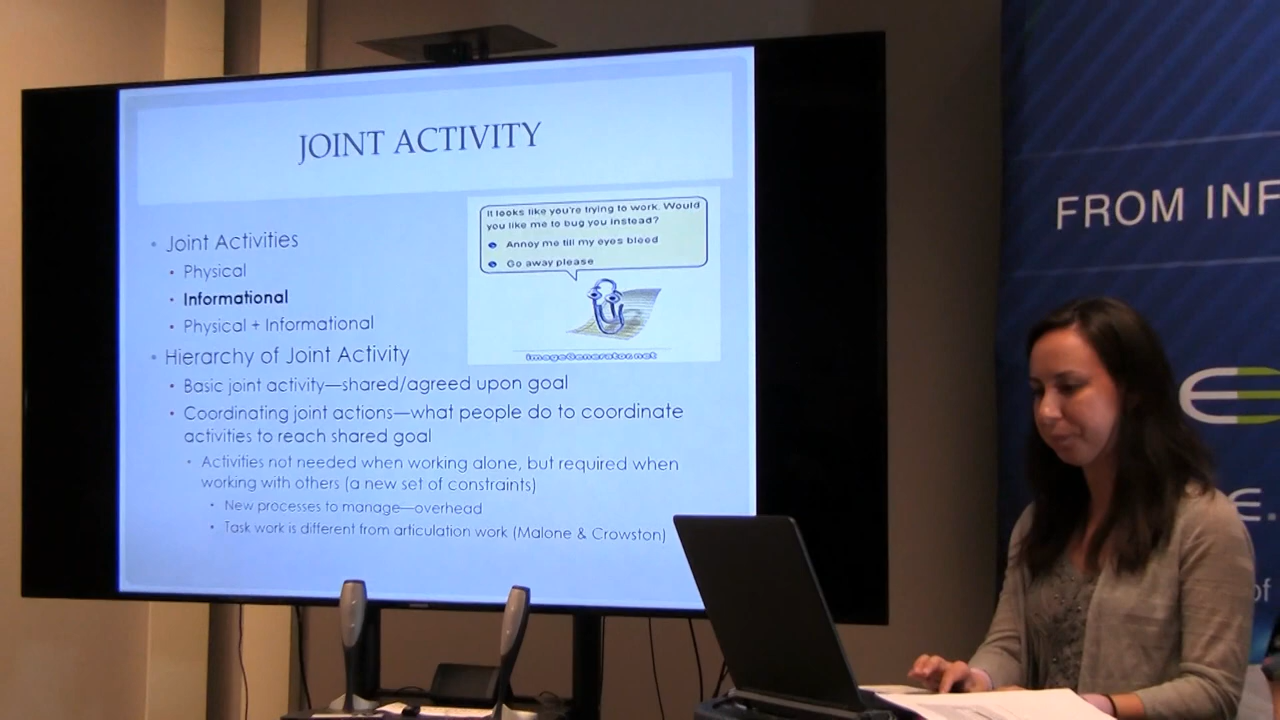 JOINT ACTIVITY
It looks like you're trying to work. Would
you like me to bug you instead?
Annoy me till my eyes bleed
Go away please
imageGenerator.net
• Joint Activities
• Physical
• Informational
• Physical + Informational
• Hierarchy of Joint Activity
• Basic joint activity—shared/agreed upon goal
• Coordinating joint actions—what people do to coordinate
activities to reach shared goal
• Activities not needed when working alone, but required when
working with others (a new set of constraints)
• New processes to manage—overhead
• Task work is different from articulation work (Malone & Crowston)
SAMSUNG
FROM INF
of